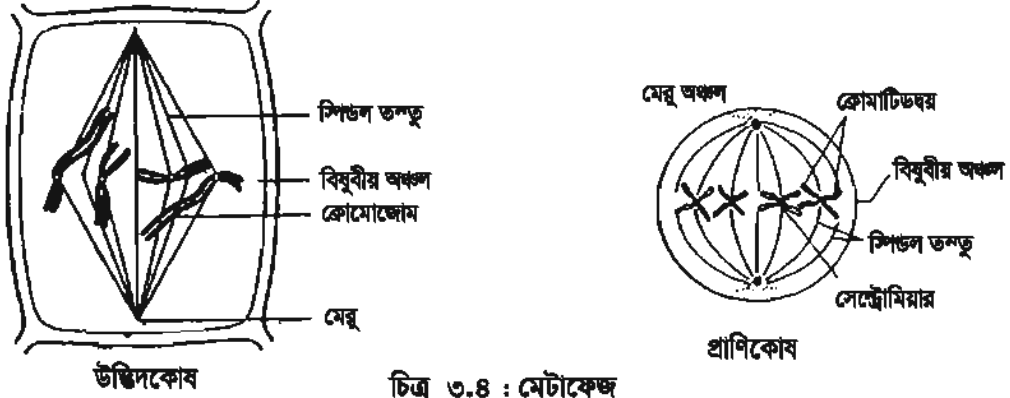 স্পিন্ডল তন্তু
বিষুবীয় অঞ্চল
ক্রোমোজোম
মেরু
উদ্ভিদকোষ
মেরু অঞ্চল
ক্রোমাটিডদ্বয়
বিষুবীয় অঞ্চল
স্পিন্ডল তন্তু
সেন্ট্রোমিয়ার
প্রাণিকোষ
চিত্র ৩.৪ : মেটাফেজ